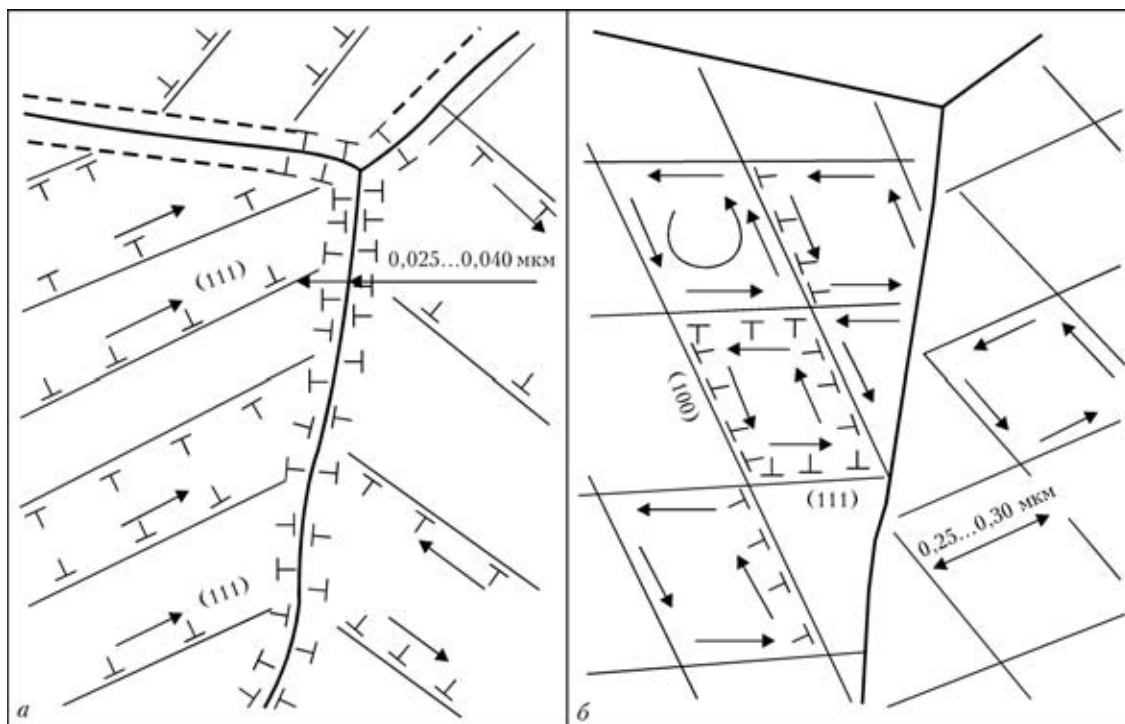 (111)
0,025...0,040 мкм
(111)
а
(100)
(111)
0,25...0,30 мкм
б